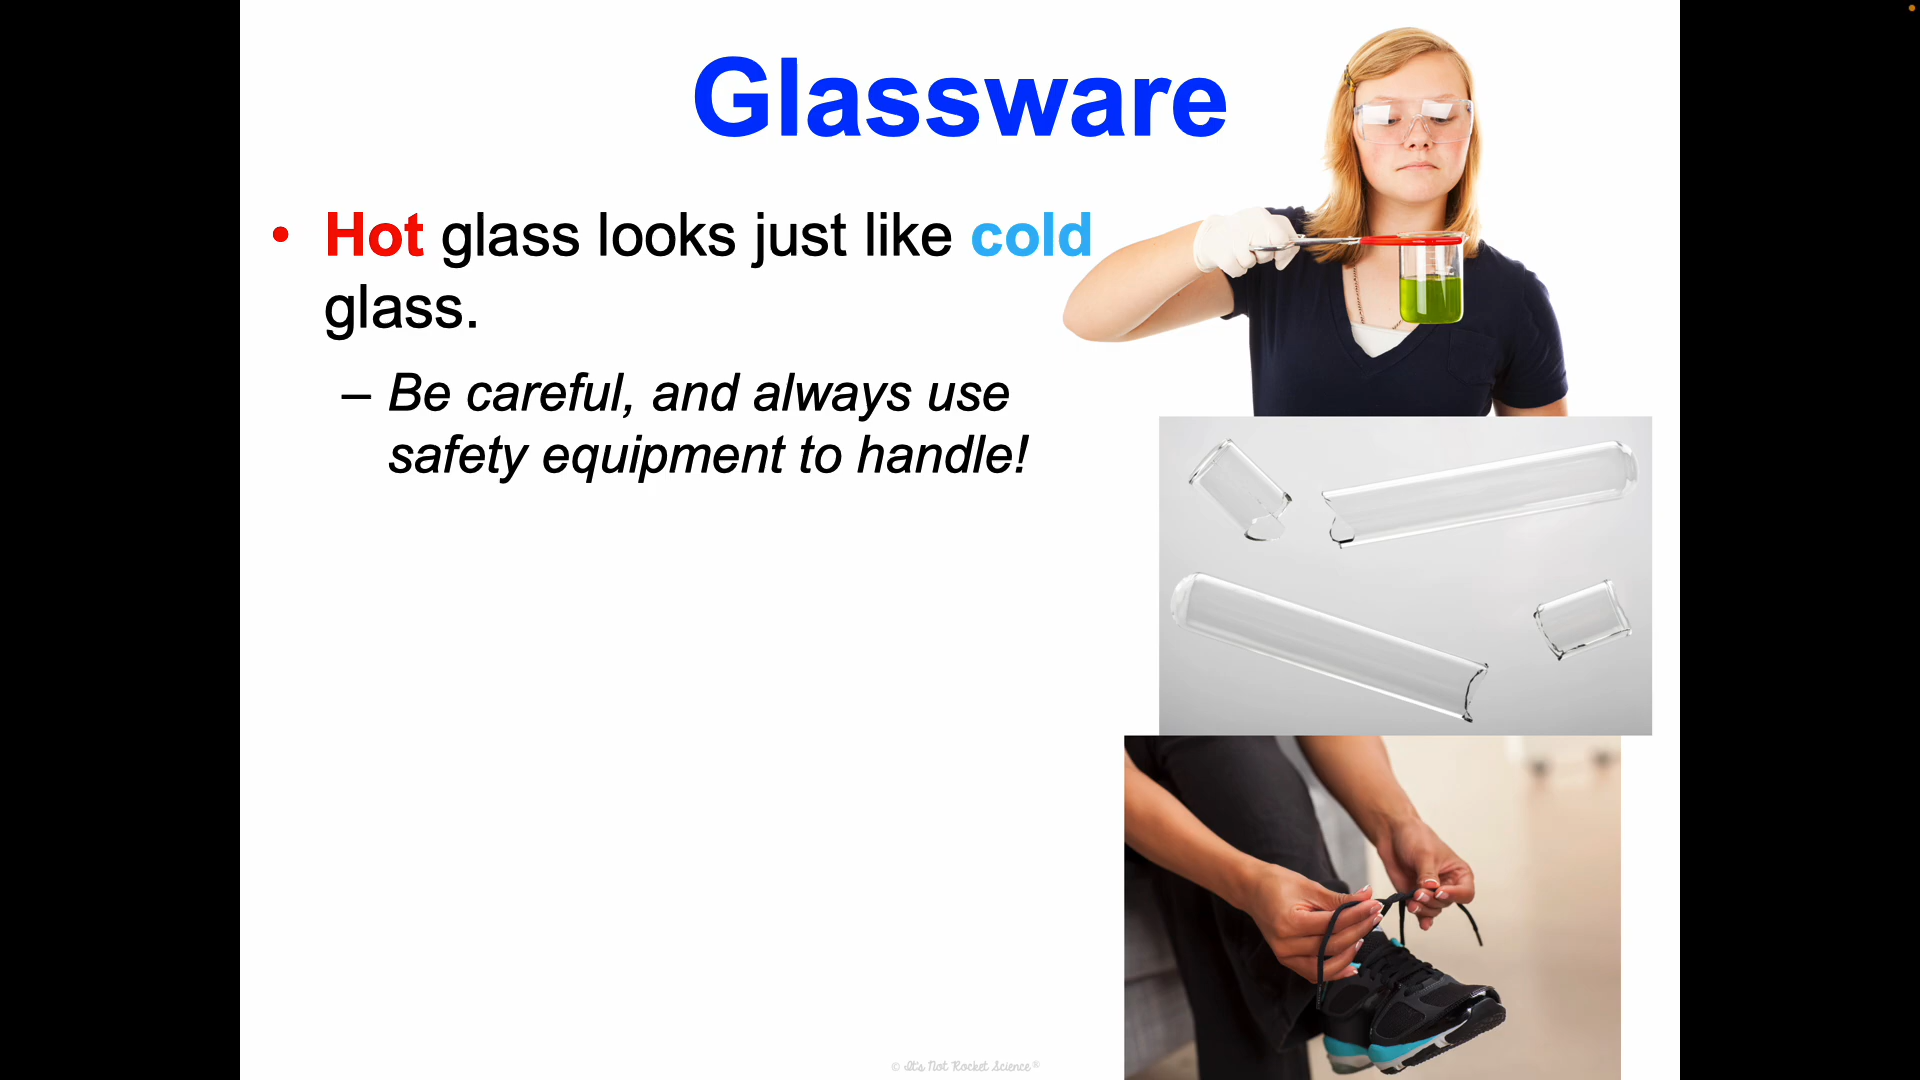 Glassware
• Hot glass looks just like cold
glass.
– Be careful, and always use
safety equipment to handle!
© It's Not Rocket Science®